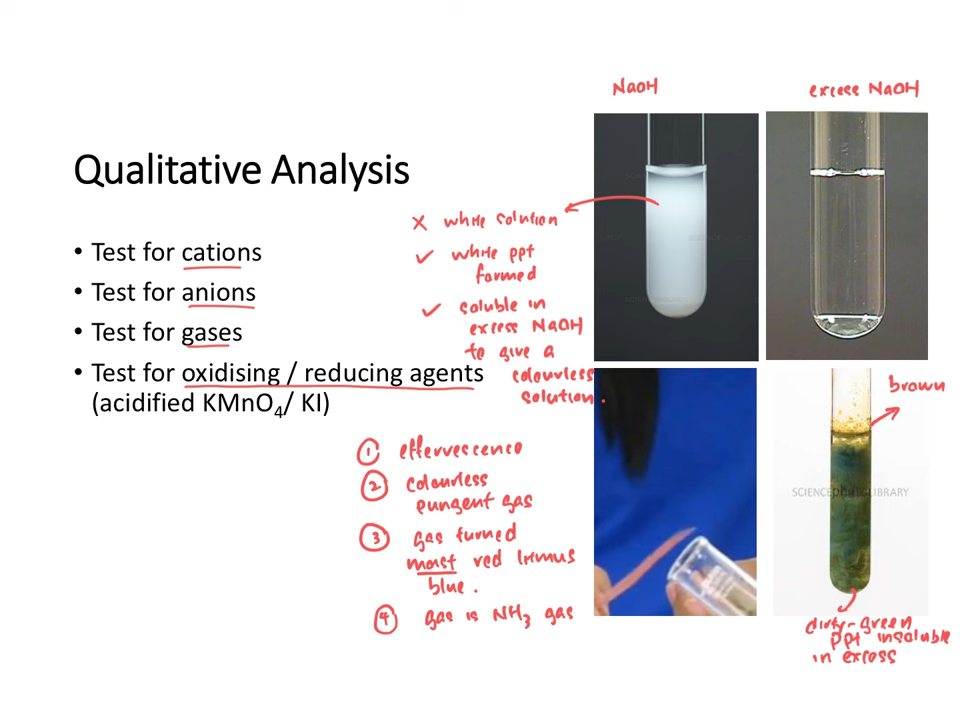 NaOH
excess NaOH
Qualitative Analysis
x white solution
✓ white ppt
formed
✓ soluble in
excess NaOH
to give a
colourless
solution.
• Test for cations
• Test for anions
• Test for gases
• Test for oxidising / reducing agents
(acidified KMnO₄/ KI)
① effervescence
② colourless
pungent gas
③ gas turned
moist red litmus
blue.
④ gas is NH₃ gas
brown
dirty-green
ppt insoluble
in excess